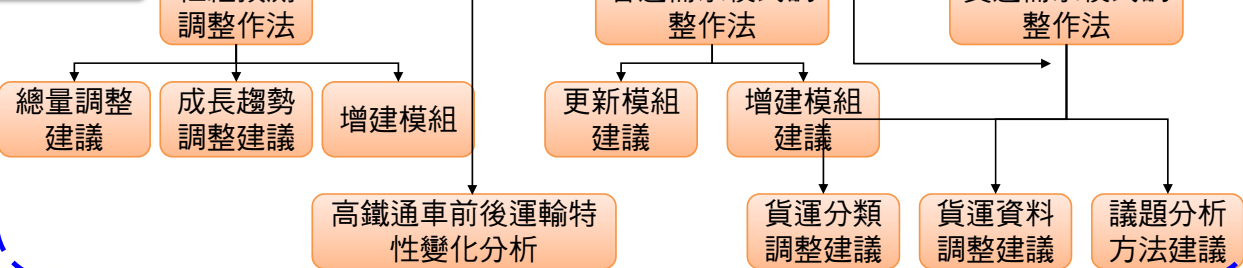 調整作法
整作法
整作法
總量調整
建議
成長趨勢
調整建議
增建模組
更新模組
建議
增建模組
建議
高鐵通車前後運輸特
性變化分析
貨運分類
調整建議
貨運資料
調整建議
議題分析
方法建議